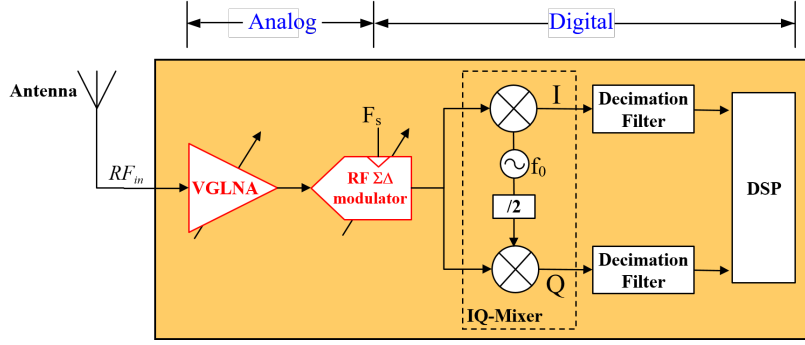 Analog
Digital
Antenna
RFin
VGLNA
Fs
RF ΣΔ
modulator
I
f0
/2
Q
IQ-Mixer
Decimation
Filter
Decimation
Filter
DSP